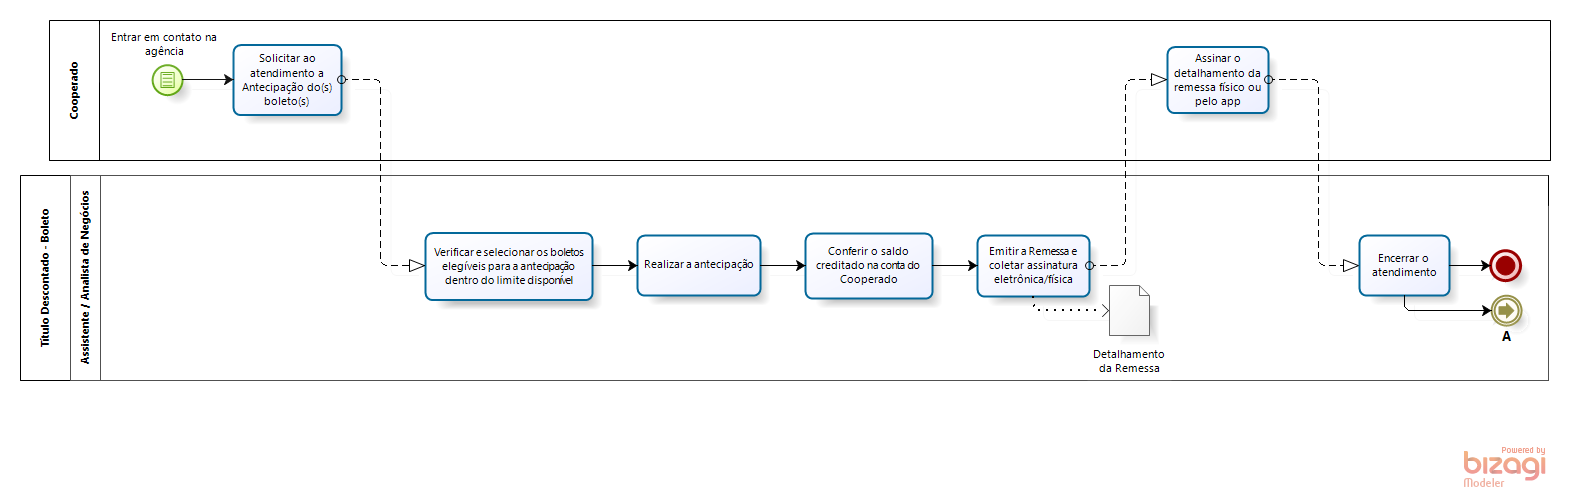 Cooperado
Entrar em contato na
agência
Solicitar ao
atendimento a
Antecipação do(s)
boleto(s)
Assinar o
detalhamento da
remessa físico ou
pelo app
Título Descontado - Boleto
Assistente / Analista de Negócios
Verificar e selecionar os boletos
elegíveis para a antecipação
dentro do limite disponível
Realizar a antecipação
Conferir o saldo
creditado na conta do
Cooperado
Emitir a Remessa e
coletar assinatura
eletrônica/física
Detalhamento
da Remessa
Encerrar o
atendimento
A
Powered by
bizagi
Modeler